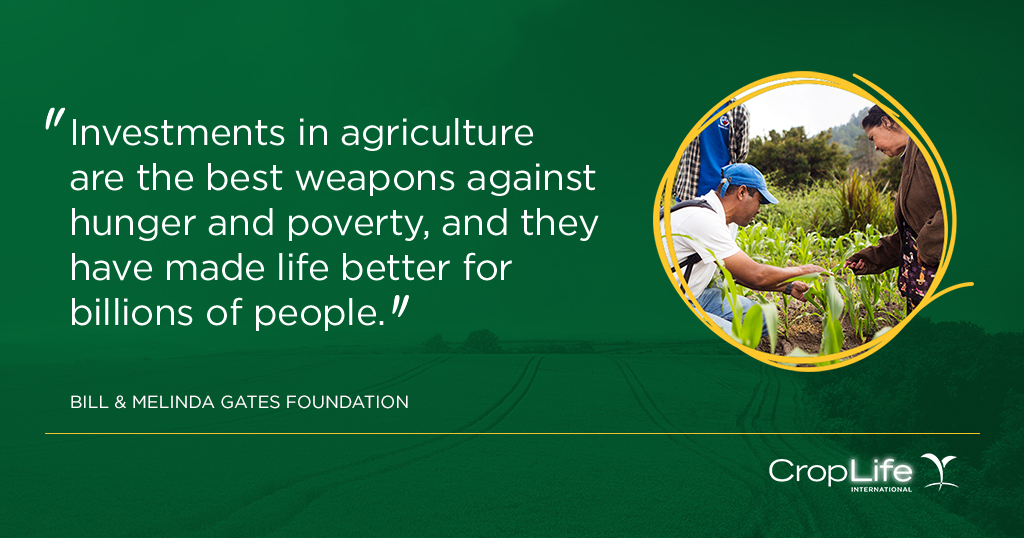 "Investments in agriculture
are the best weapons against
hunger and poverty, and they
have made life better for
billions of people."
BILL & MELINDA GATES FOUNDATION
CropLife
INTERNATIONAL